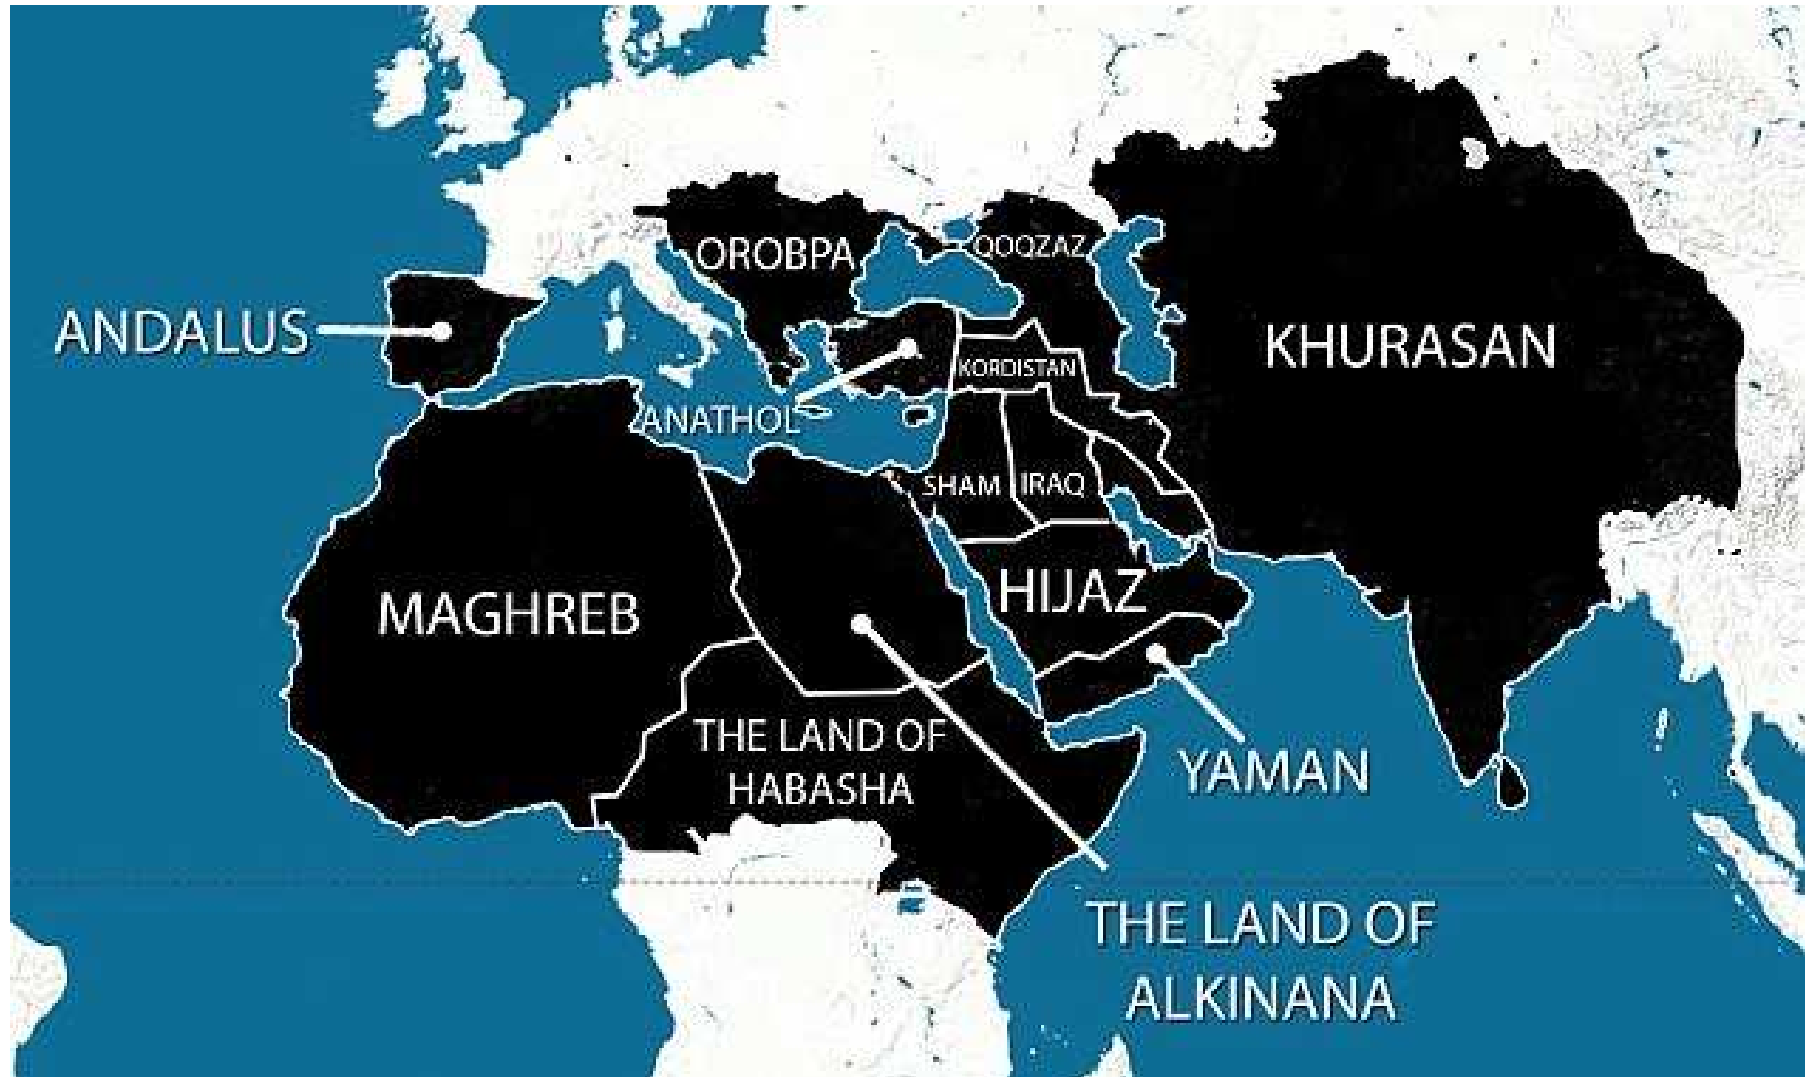 OROBPA
QOQZAZ
ANDALUS
KHURASAN
KORDISTAN
ANATHOL
SHAM
IRAQ
MAGHREB
HIJAZ
THE LAND OF
HABASHA
YAMAN
THE LAND OF
ALKINANA